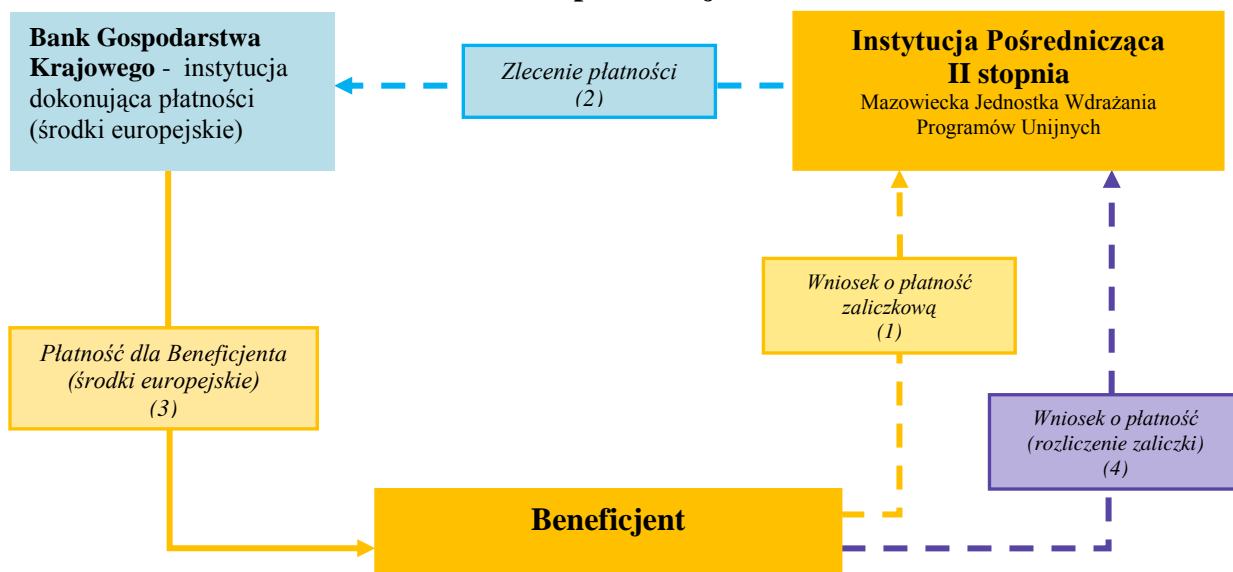 Bank Gospodarstwa
Krajowego - instytucja
dokonująca płatności
(środki europejskie)
Zlecenie płatności
(2)
Instytucja Pośrednicząca
II stopnia
Mazowiecka Jednostka Wdrażania
Programów Unijnych
Wniosek o płatność
zaliczkową
(1)
Płatność dla Beneficjenta
(środki europejskie)
(3)
Wniosek o płatność
(rozliczenie zaliczki)
(4)
Beneficjent